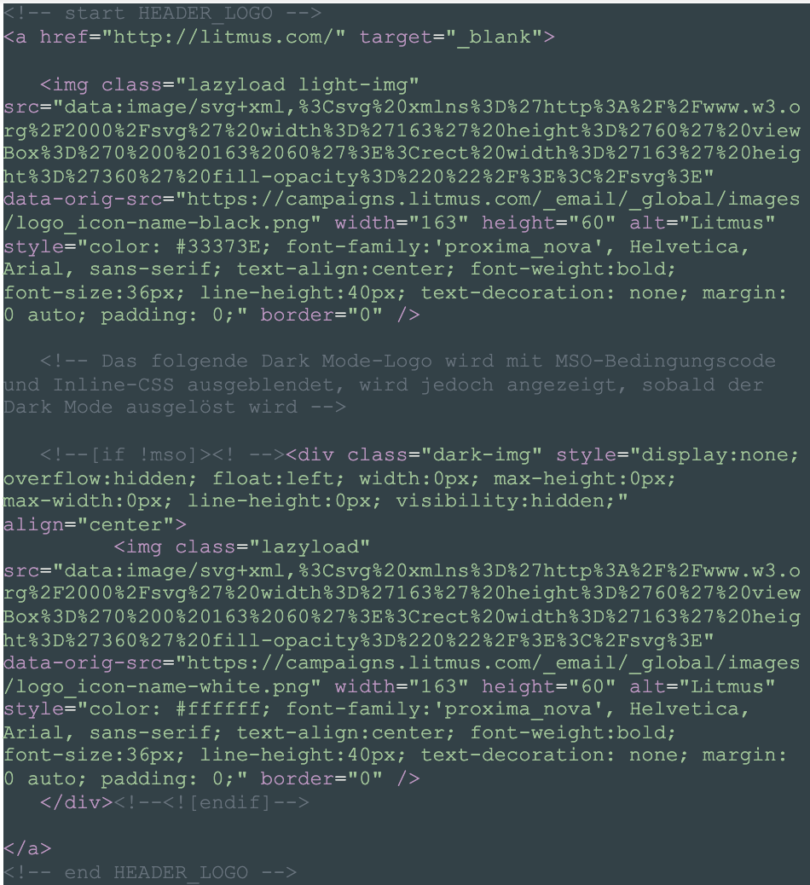 <!-- start HEADER_LOGO -->
<a href="http://litmus.com/" target="_blank">
<img class="lazyload light-img"
src="data:image/svg+xml,%3Csvg%20xmlns%3D%27http%3A%2F%2Fwww.w3.o
rg%2F2000%2Fsvg%27%20width%3D%27163%27%20height%3D%2760%27%20view
Box%3D%270%200%20163%2060%27%3E%3Crect%20width%3D%27163%27%20heig
ht%3D%27360%27%20fill-opacity%3D%220%22%2F%3E%3C%2Fsvg%3E"
data-orig-src="https://campaigns.litmus.com/_email/_global/images
/logo_icon-name-black.png" width="163" height="60" alt="Litmus"
style="color: #33373E; font-family:'proxima_nova', Helvetica,
Arial, sans-serif; text-align:center; font-weight:bold;
font-size:36px; line-height:40px; text-decoration: none; margin:
0 auto; padding: 0;" border="0" />
<!-- Das folgende Dark Mode-Logo wird mit MSO-Bedingungscode
und Inline-CSS ausgeblendet, wird jedoch angezeigt, sobald der
Dark Mode ausgelöst wird -->
<!--[if !mso]><! --><div class="dark-img" style="display:none;
overflow:hidden; float:left; width:0px; max-height:0px;
max-width:0px; line-height:0px; visibility:hidden;"
align="center">
<img class="lazyload"
src="data:image/svg+xml,%3Csvg%20xmlns%3D%27http%3A%2F%2Fwww.w3.o
rg%2F2000%2Fsvg%27%20width%3D%27163%27%20height%3D%2760%27%20view
Box%3D%270%200%20163%2060%27%3E%3Crect%20width%3D%27163%27%20heig
ht%3D%27360%27%20fill-opacity%3D%220%22%2F%3E%3C%2Fsvg%3E"
data-orig-src="https://campaigns.litmus.com/_email/_global/images
/logo_icon-name-white.png" width="163" height="60" alt="Litmus"
style="color: #ffffff; font-family:'proxima_nova', Helvetica,
Arial, sans-serif; text-align:center; font-weight:bold;
font-size:36px; line-height:40px; text-decoration: none; margin:
0 auto; padding: 0;" border="0" />
</div><!--<![endif]-->
</a>
<!-- end HEADER_LOGO -->